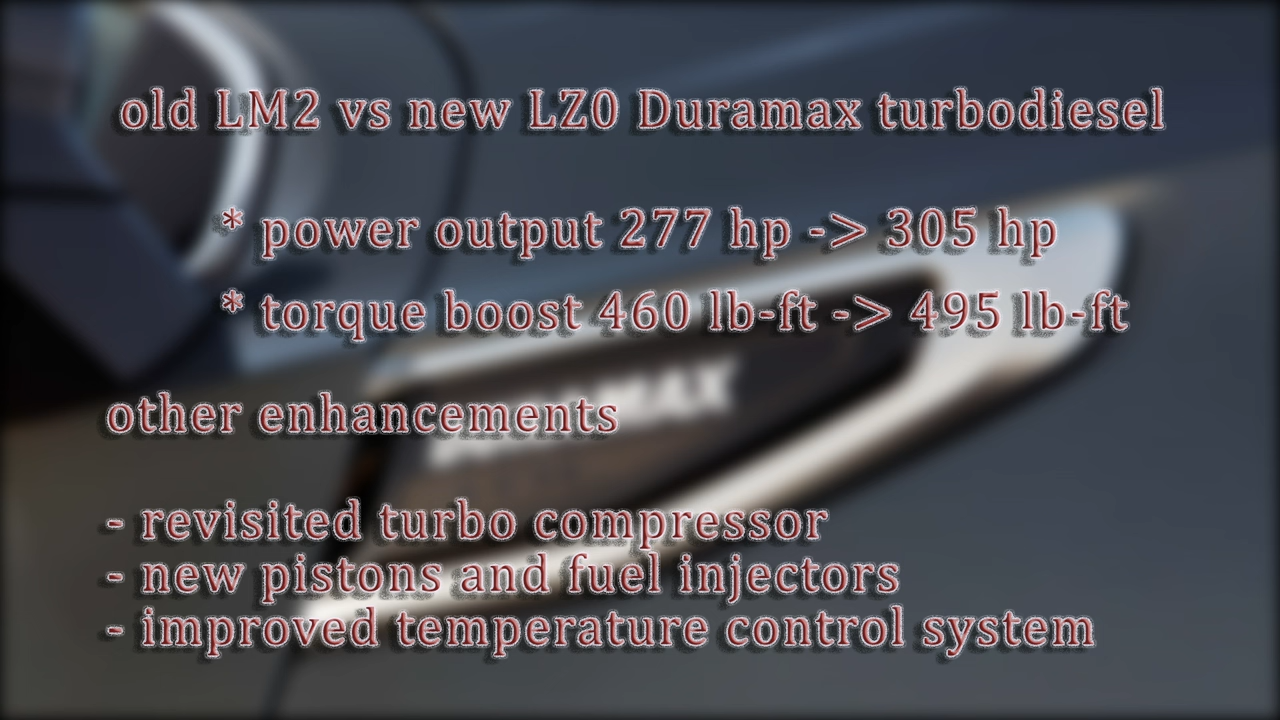 old LM2 vs new LZ0 Duramax turbodiesel
* power output 277 hp -> 305 hp
* torque boost 460 lb-ft -> 495 lb-ft
other enhancements
- revisited turbo compressor
- new pistons and fuel injectors
- improved temperature control system